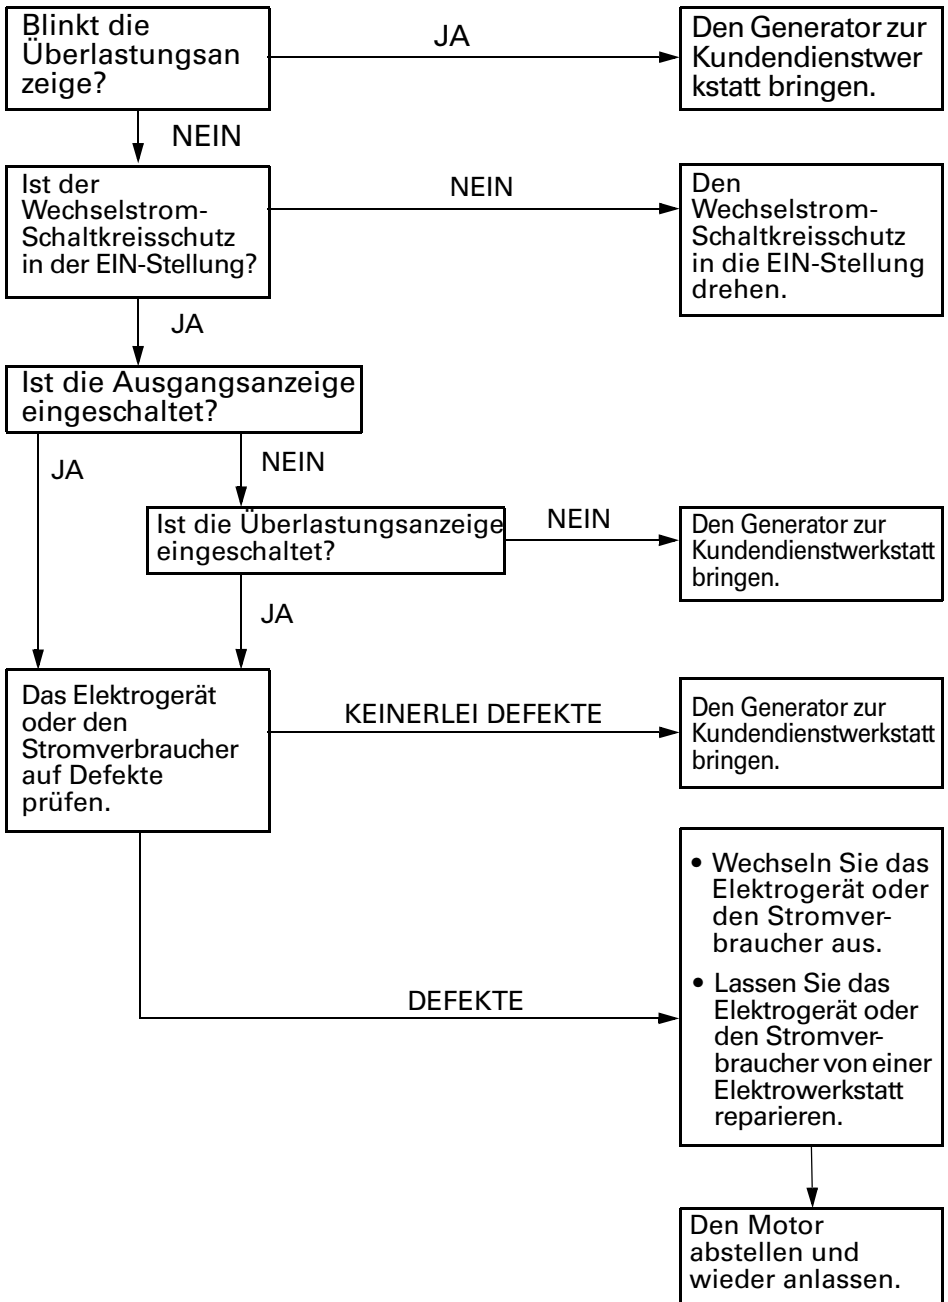 Blinkt die
Überlastungsan
zeige?
JA
Den Generator zur
Kundendienstwer
kstatt bringen.
NEIN
Ist der
Wechselstrom-
Schaltkreisschutz
in der EIN-Stellung?
NEIN
Den
Wechselstrom-
Schaltkreisschutz
in die EIN-Stellung
drehen.
JA
Ist die Ausgangsanzeige
eingeschaltet?
JA
NEIN
Ist die Überlastungsanzeige
eingeschaltet?
NEIN
Den Generator zur
Kundendienstwerkstatt
bringen.
JA
Das Elektrogerät
oder den
Stromverbraucher
auf Defekte
prüfen.
KEINERLEI DEFEKTE
Den Generator zur
Kundendienstwerkstatt
bringen.
DEFEKTE
• Wechseln Sie das
Elektrogerät oder
den Stromver-
braucher aus.
• Lassen Sie das
Elektrogerät oder
den Stromver-
braucher von einer
Elektrowerkstatt
reparieren.
Den Motor
abstellen und
wieder anlassen.